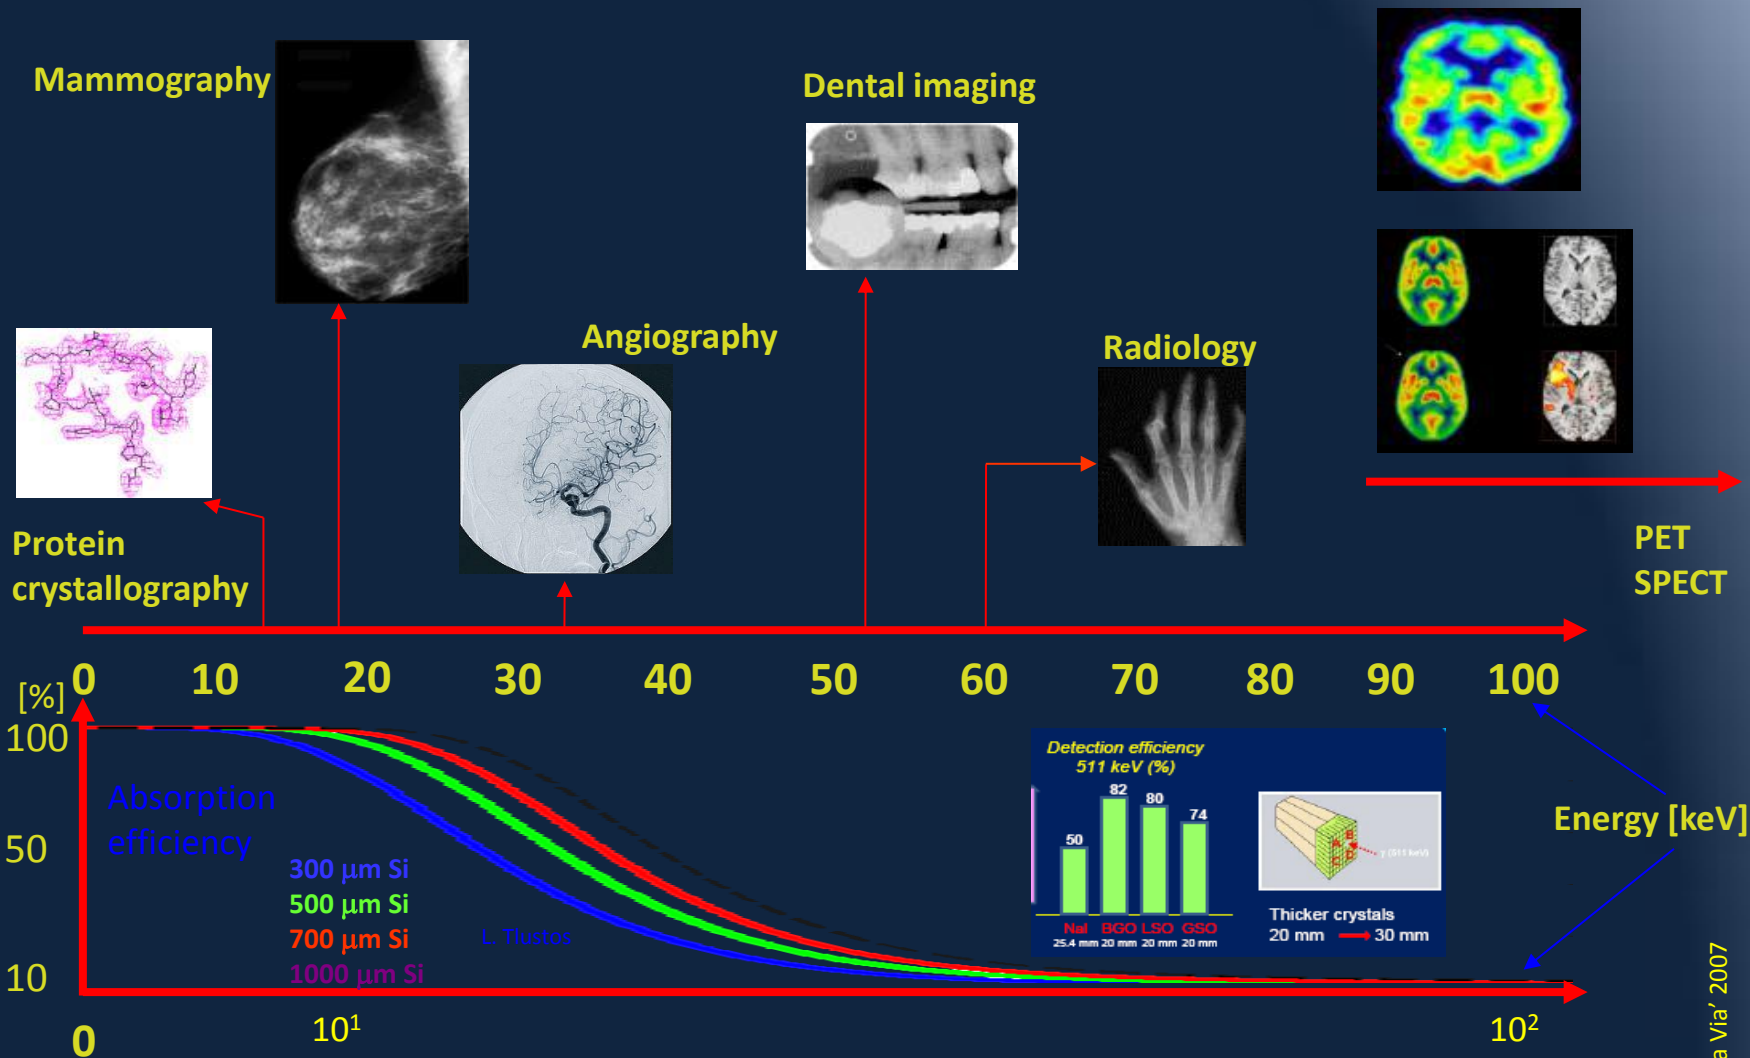 Mammography
Dental imaging
Angiography
Radiology
Protein
crystallography
PET
SPECT
0 10 20 30 40 50 60 70 80 90 100
[%]
100
50
10
Absorption
efficiency
300 μm Si
500 μm Si
700 μm Si
1000 μm Si
L. Tlustos
Detection efficiency
511 keV (%)
50 82 80 74
NaI BGO LSO GSO
25.4 mm 20 mm 20 mm 20 mm
A B
C D
γ (511 keV)
Thicker crystals
20 mm 30 mm
Energy [keV]
0 10¹ 10²
a Via' 2007